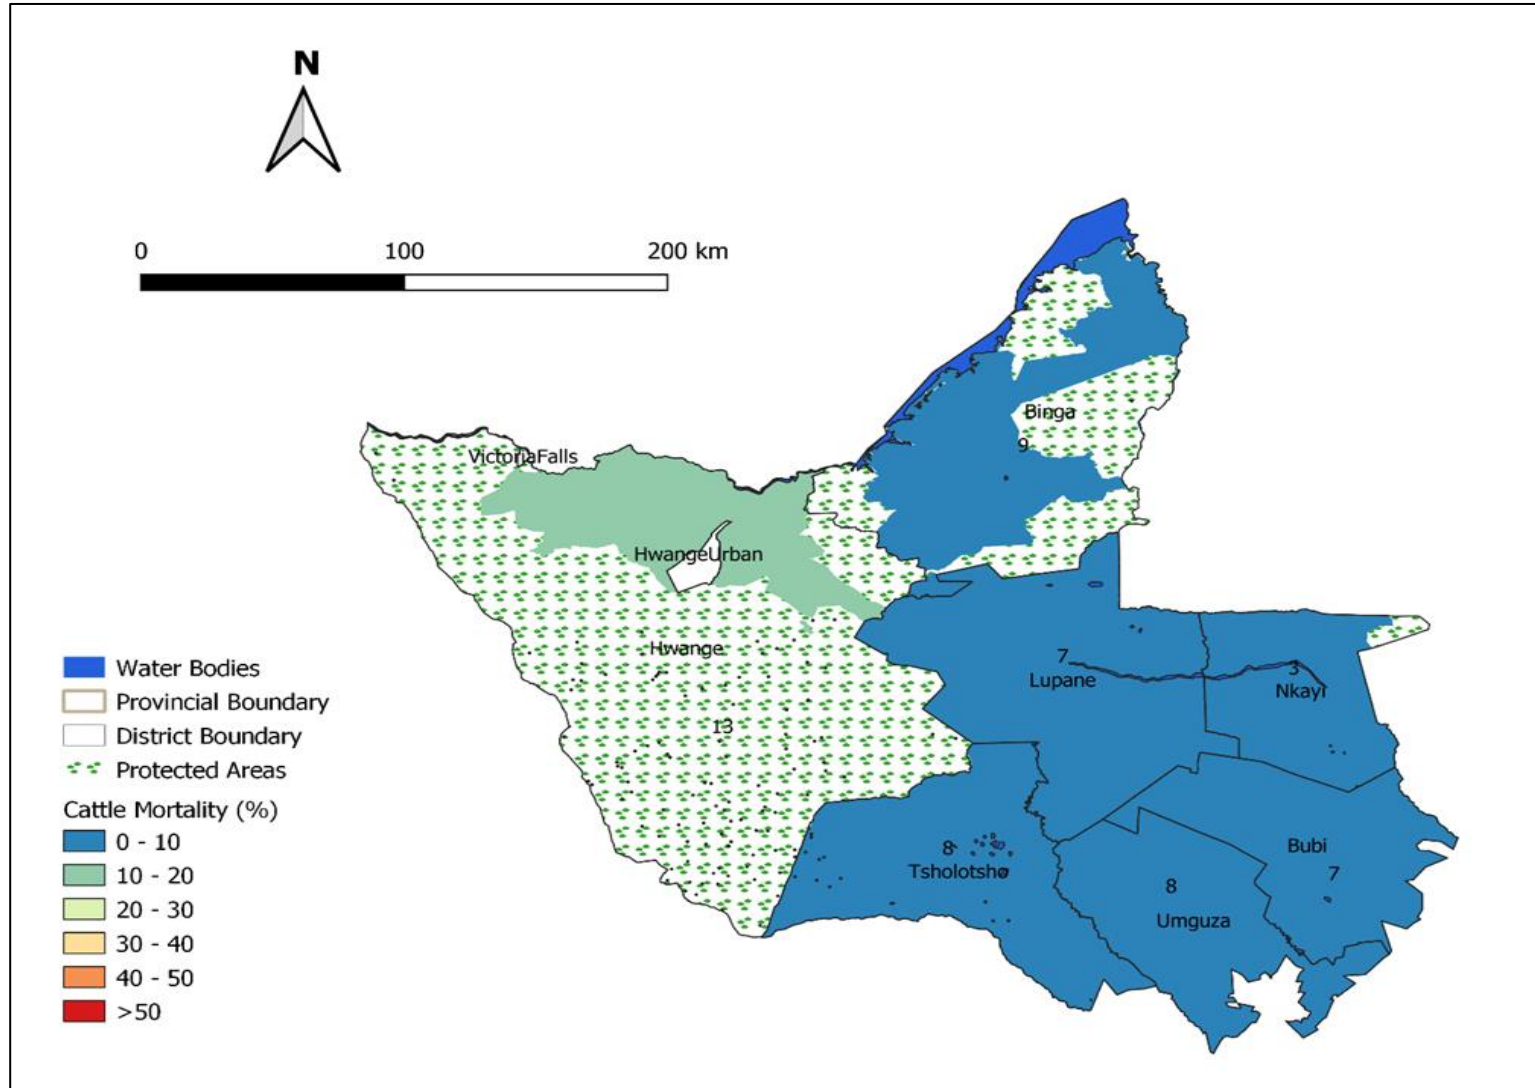 N
0 100 200 km
Binga
9
VictoriaFalls
HwangeUrban
Hwange
13
7
Lupane
3
Nkayi
8
Tsholotsho
8
Umguza
Bubi
7
Water Bodies
Provincial Boundary
District Boundary
Protected Areas
Cattle Mortality (%)
0 - 10
10 - 20
20 - 30
30 - 40
40 - 50
>50